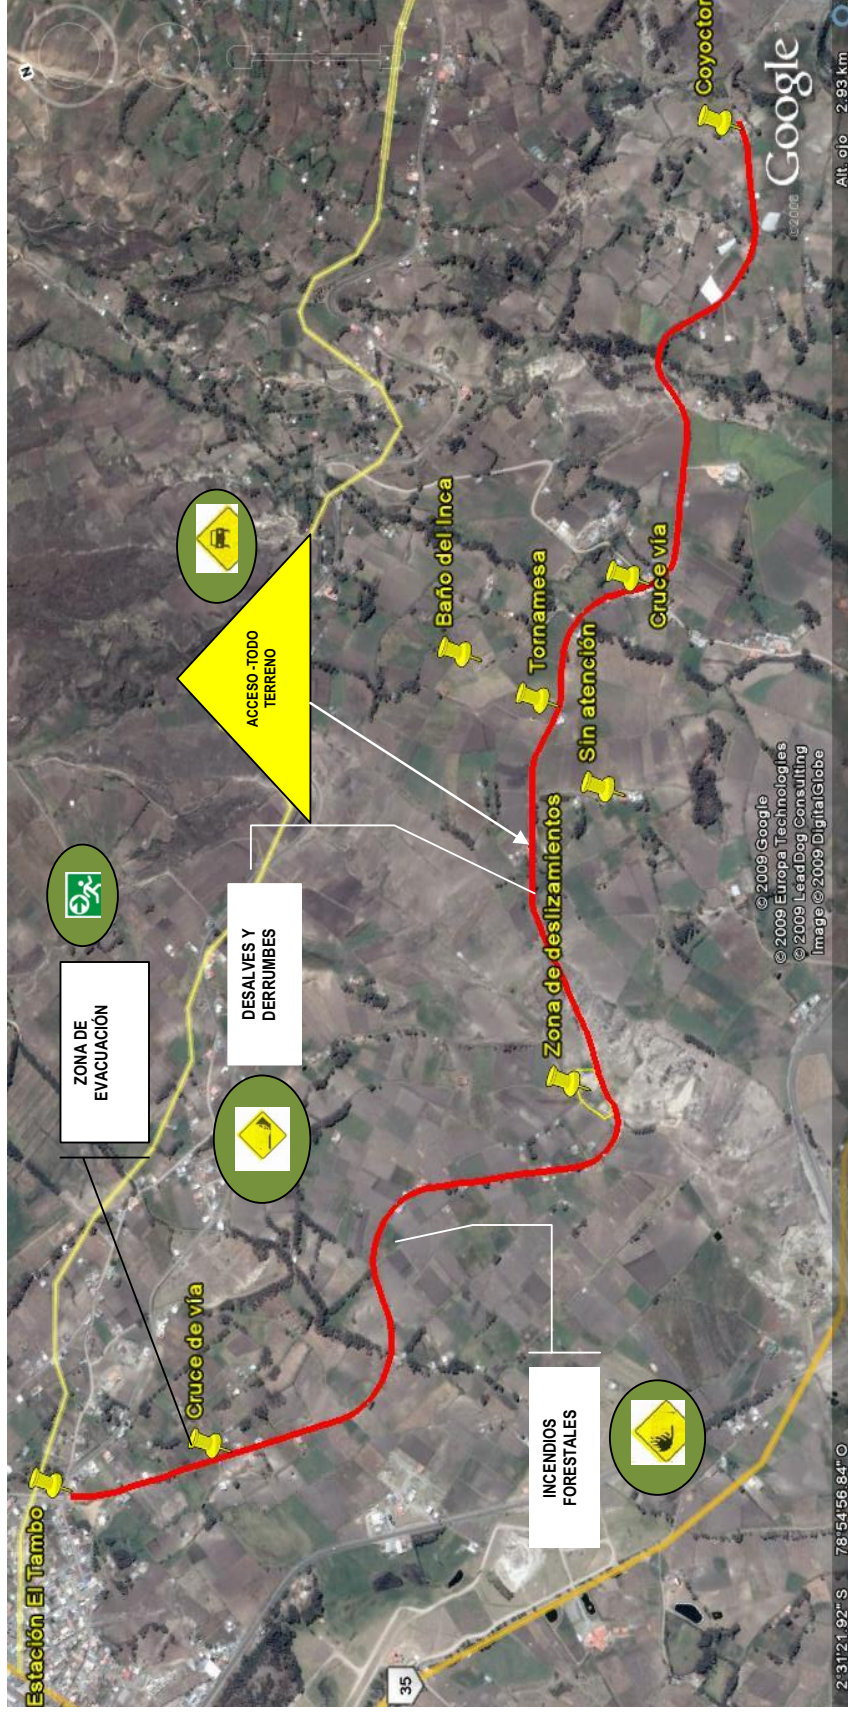 Estación El Tambo
Cruce de vía
ZONA DE
EVACUACIÓN
DESALVES Y
DERRUMBES
INCENDIOS
FORESTALES
35
Zona de deslizamientos
ACCESO -TODO
TERRENO
Sin atención
Tornamesa
Baño del Inca
Cruce vía
Coyoctor
N
© 2009 Google
© 2009 Europa Technologies
© 2009 LeadDog Consulting
Image © 2009 DigitalGlobe
©2008 Google
2°31'21.92" S 78°54'56.84" O
Alt. ojo 2.93 km